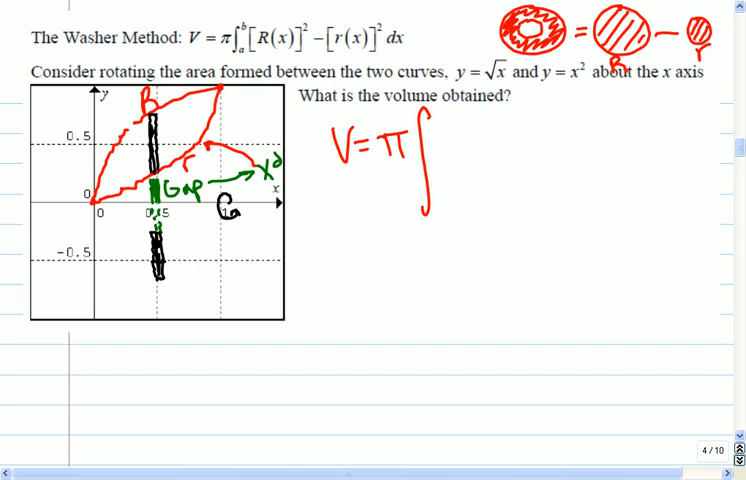 The Washer Method: V = π∫ₐᵇ [R(x)]² − [r(x)]² dx
= −
R r
Consider rotating the area formed between the two curves, y = √x and y = x² about the x axis
What is the volume obtained?
y
R
0.5
r
Gap → x²
x
0
0 0.5 1
-0.5
V = π∫
4 / 10